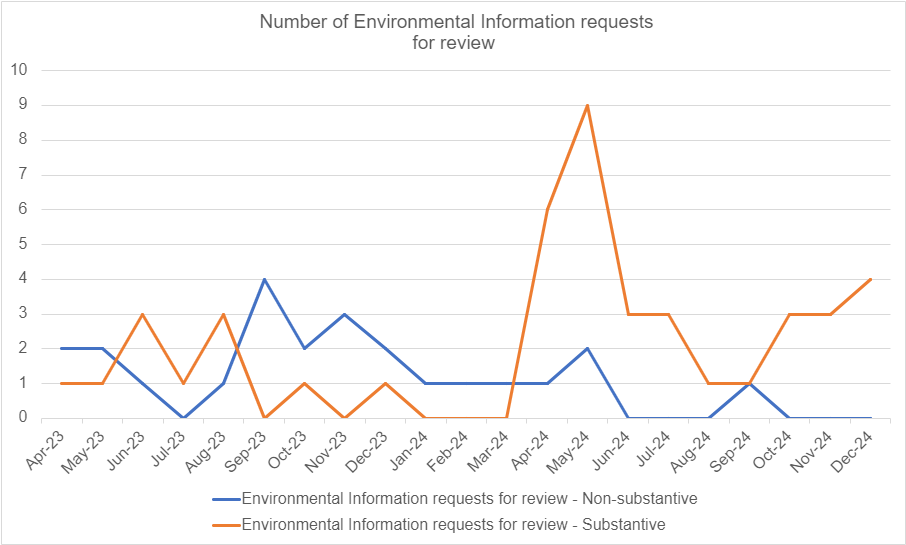 Number of Environmental Information requests
for review
10
9
8
7
6
5
4
3
2
1
0
Apr-23
May-23
Jun-23
Jul-23
Aug-23
Sep-23
Oct-23
Nov-23
Dec-23
Jan-24
Feb-24
Mar-24
Apr-24
May-24
Jun-24
Jul-24
Aug-24
Sep-24
Oct-24
Nov-24
Dec-24
Environmental Information requests for review - Non-substantive
Environmental Information requests for review - Substantive